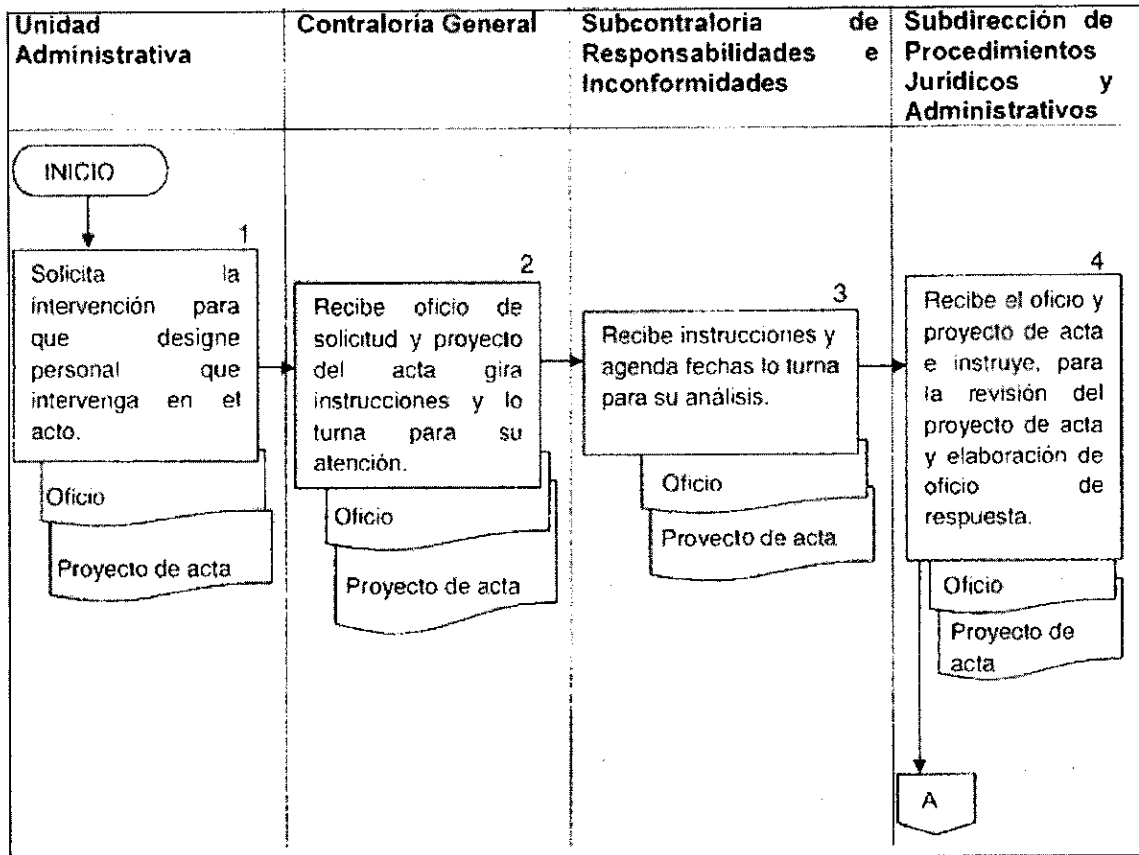 Unidad
Administrativa
Contraloría General
Subcontraloria de
Responsabilidades e
Inconformidades
Subdirección de
Procedimientos
Jurídicos y
Administrativos
INICIO
1
Solicita la
intervención para
que designe
personal que
intervenga en el
acto.
Oficio
Proyecto de acta
2
Recibe oficio de
solicitud y proyecto
del acta gira
instrucciones y lo
turna para su
atención.
Oficio
Proyecto de acta
3
Recibe instrucciones y
agenda fechas lo turna
para su análisis.
Oficio
Proyecto de acta
4
Recibe el oficio y
proyecto de acta
e instruye, para
la revisión del
proyecto de acta
y elaboración de
oficio de
respuesta.
Oficio
Proyecto de
acta
A